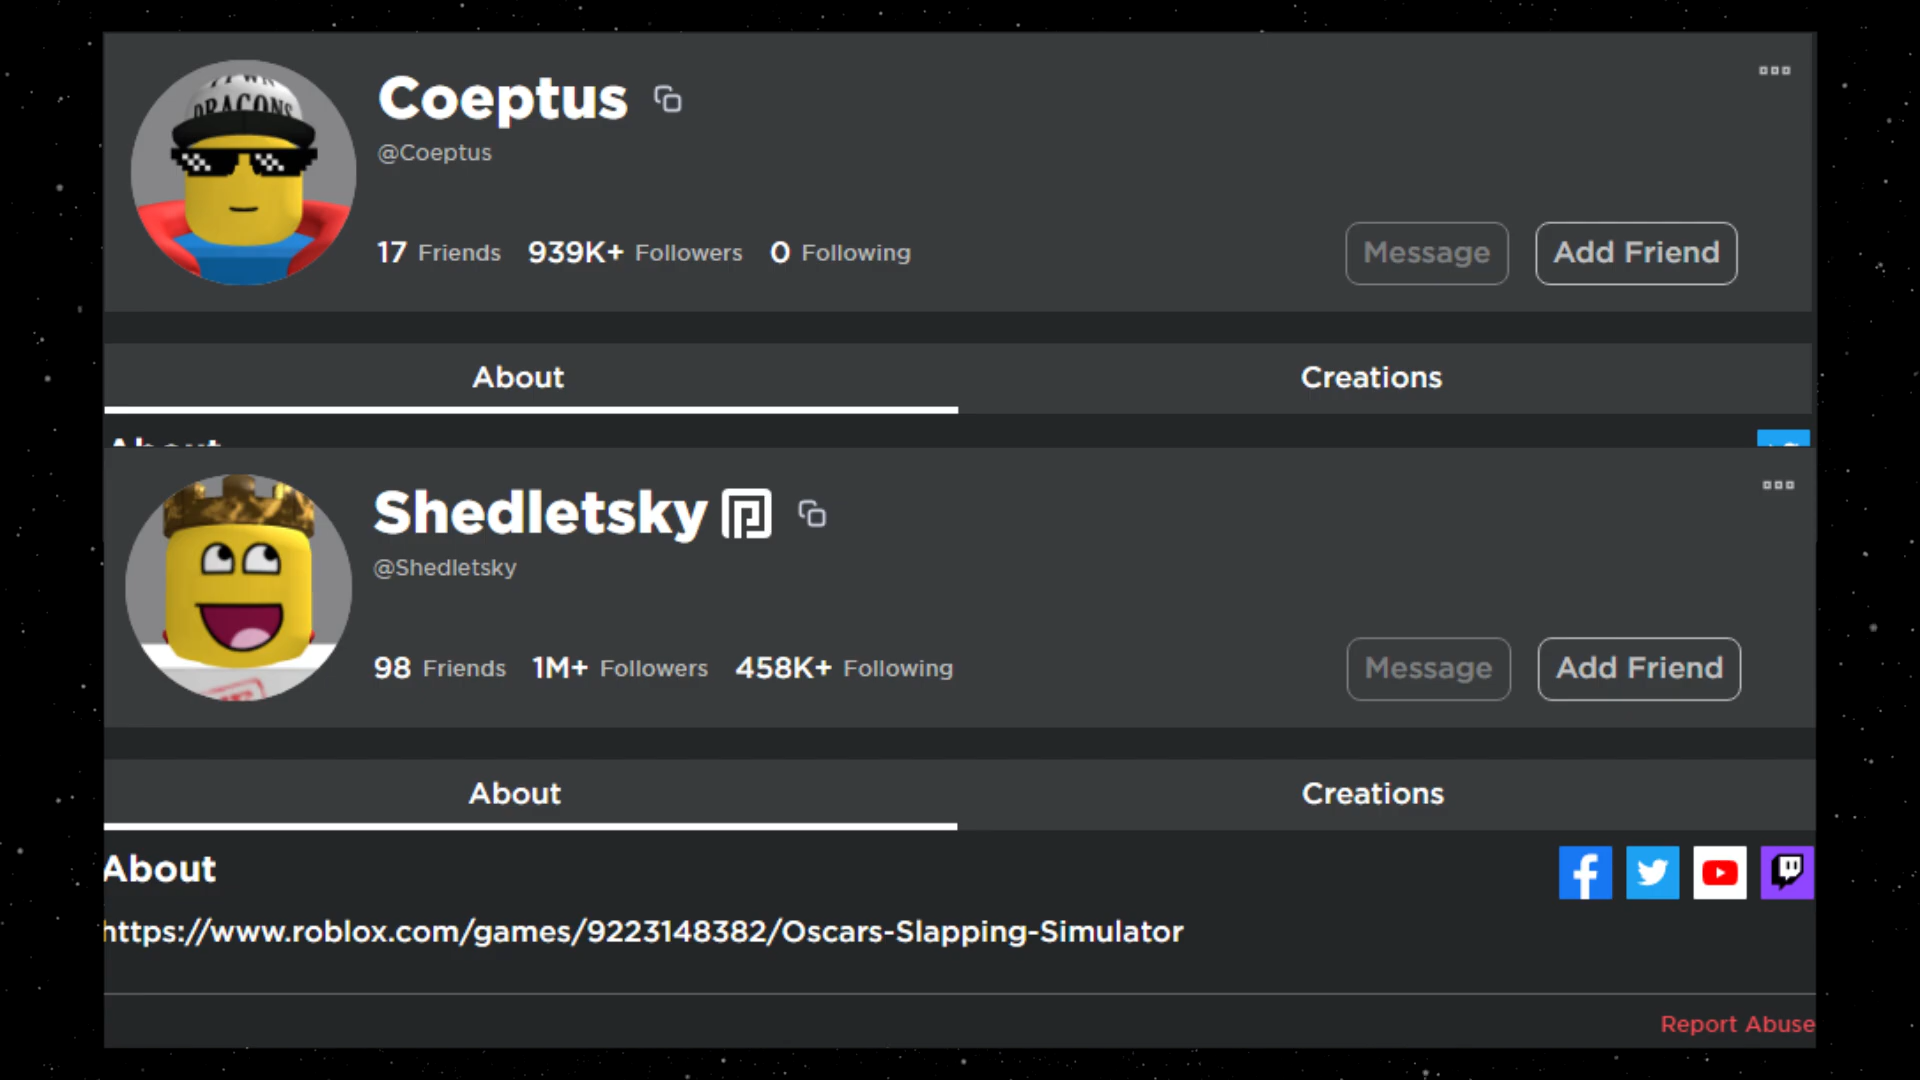 DRAGONS
Coeptus
@Coeptus
17 Friends 939K+ Followers 0 Following
Message Add Friend
About Creations
About
Shedletsky
@Shedletsky
98 Friends 1M+ Followers 458K+ Following
Message Add Friend
About Creations
About
https://www.roblox.com/games/9223148382/Oscars-Slapping-Simulator
Report Abuse